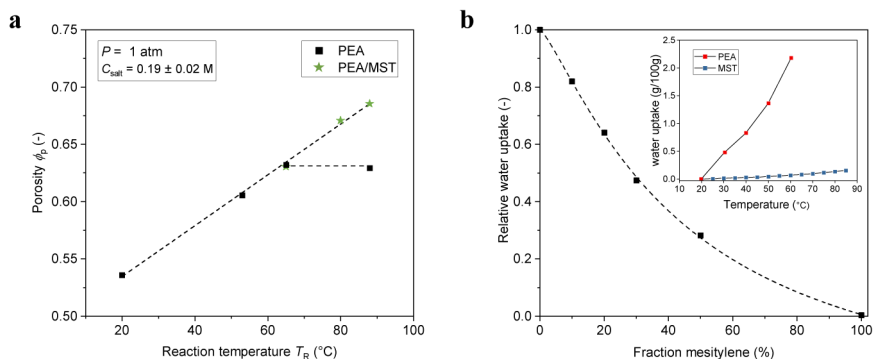 a
P = 1 atm
C_salt = 0.19 ± 0.02 M
PEA
PEA/MST
0.75
0.70
0.65
0.60
0.55
0.50
Porosity ϕ_p (-)
20
40
60
80
100
Reaction temperature T_R (°C)
b
1.0
0.8
0.6
0.4
0.2
0.0
Relative water uptake (-)
0
20
40
60
80
100
Fraction mesitylene (%)
PEA
MST
2.5
2.0
1.5
1.0
0.5
0.0
water uptake (g/100g)
10
20
30
40
50
60
70
80
90
Temperature (°C)